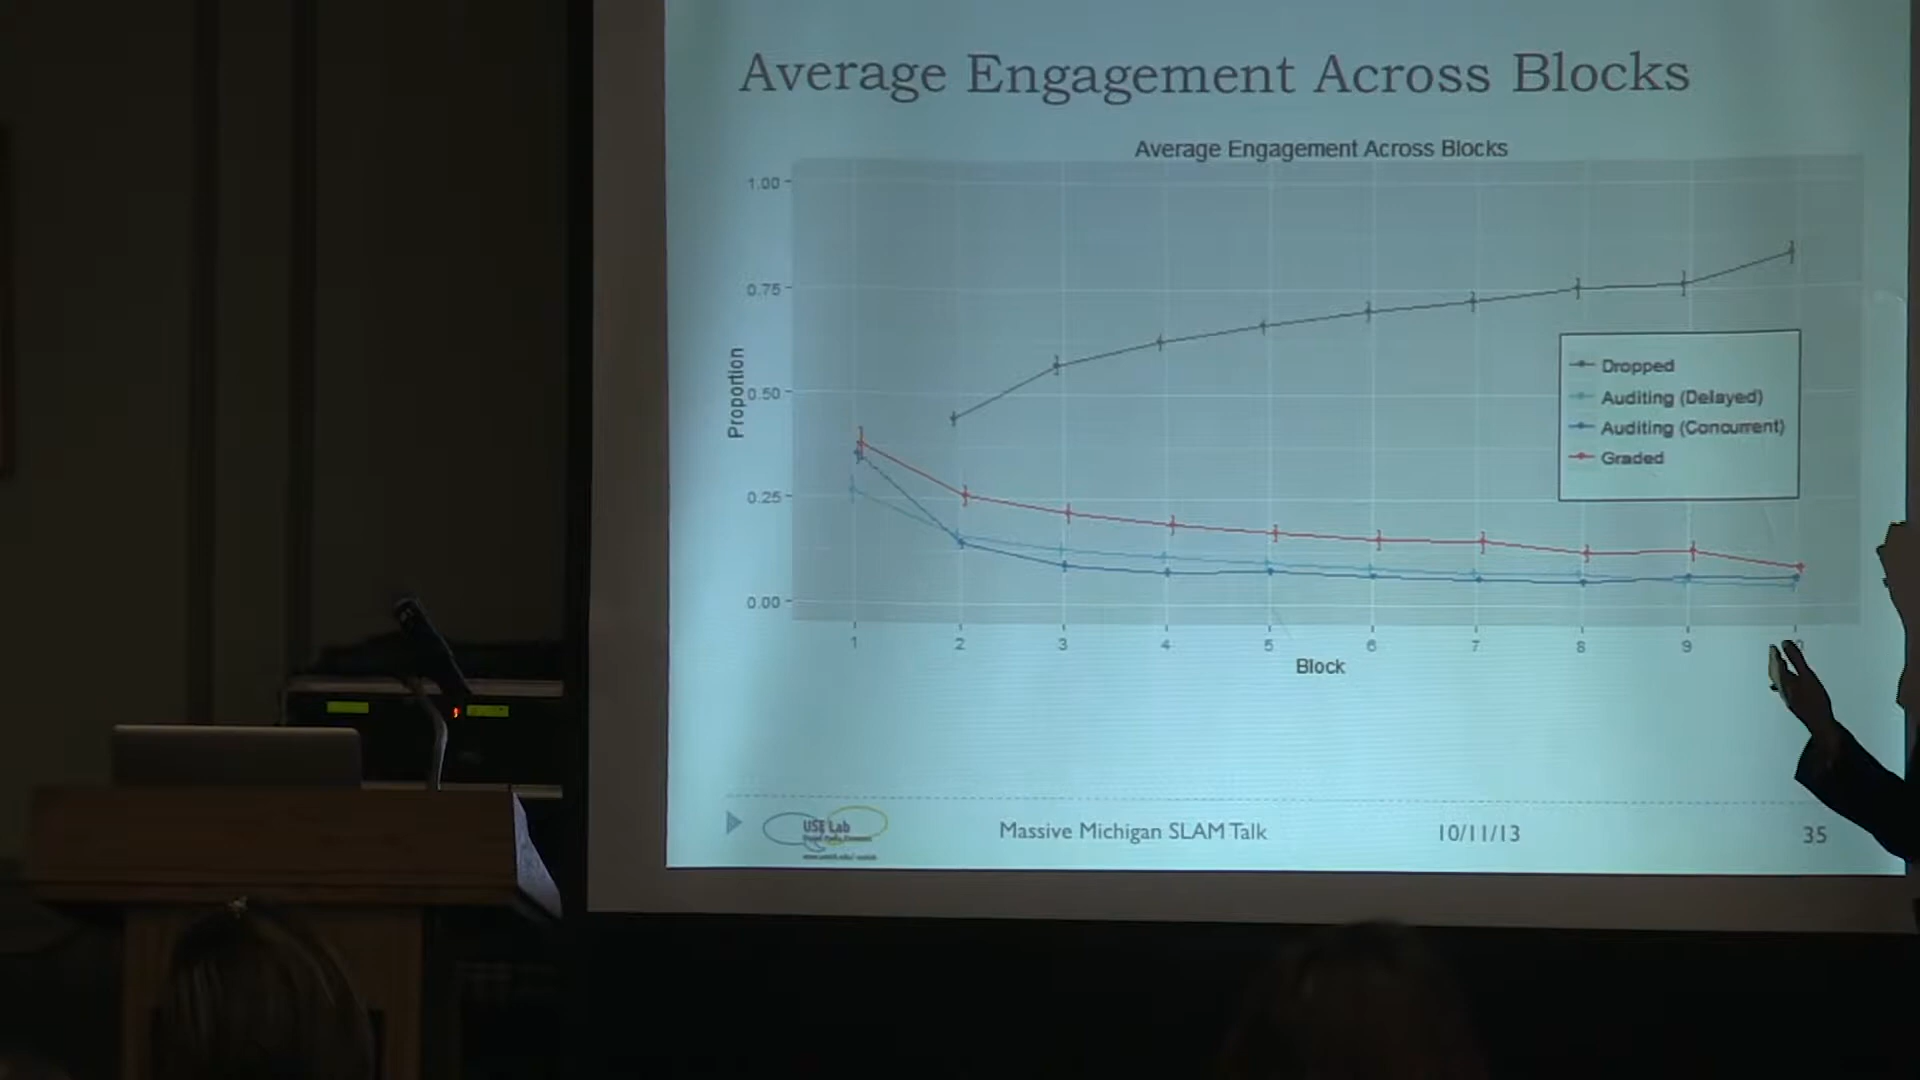 Average Engagement Across Blocks
Average Engagement Across Blocks
1.00
0.75
0.50
0.25
0.00
Proportion
Dropped
Auditing (Delayed)
Auditing (Concurrent)
Graded
1 2 3 4 5 6 7 8 9
Block
USE Lab
Massive Michigan SLAM Talk 10/11/13 35